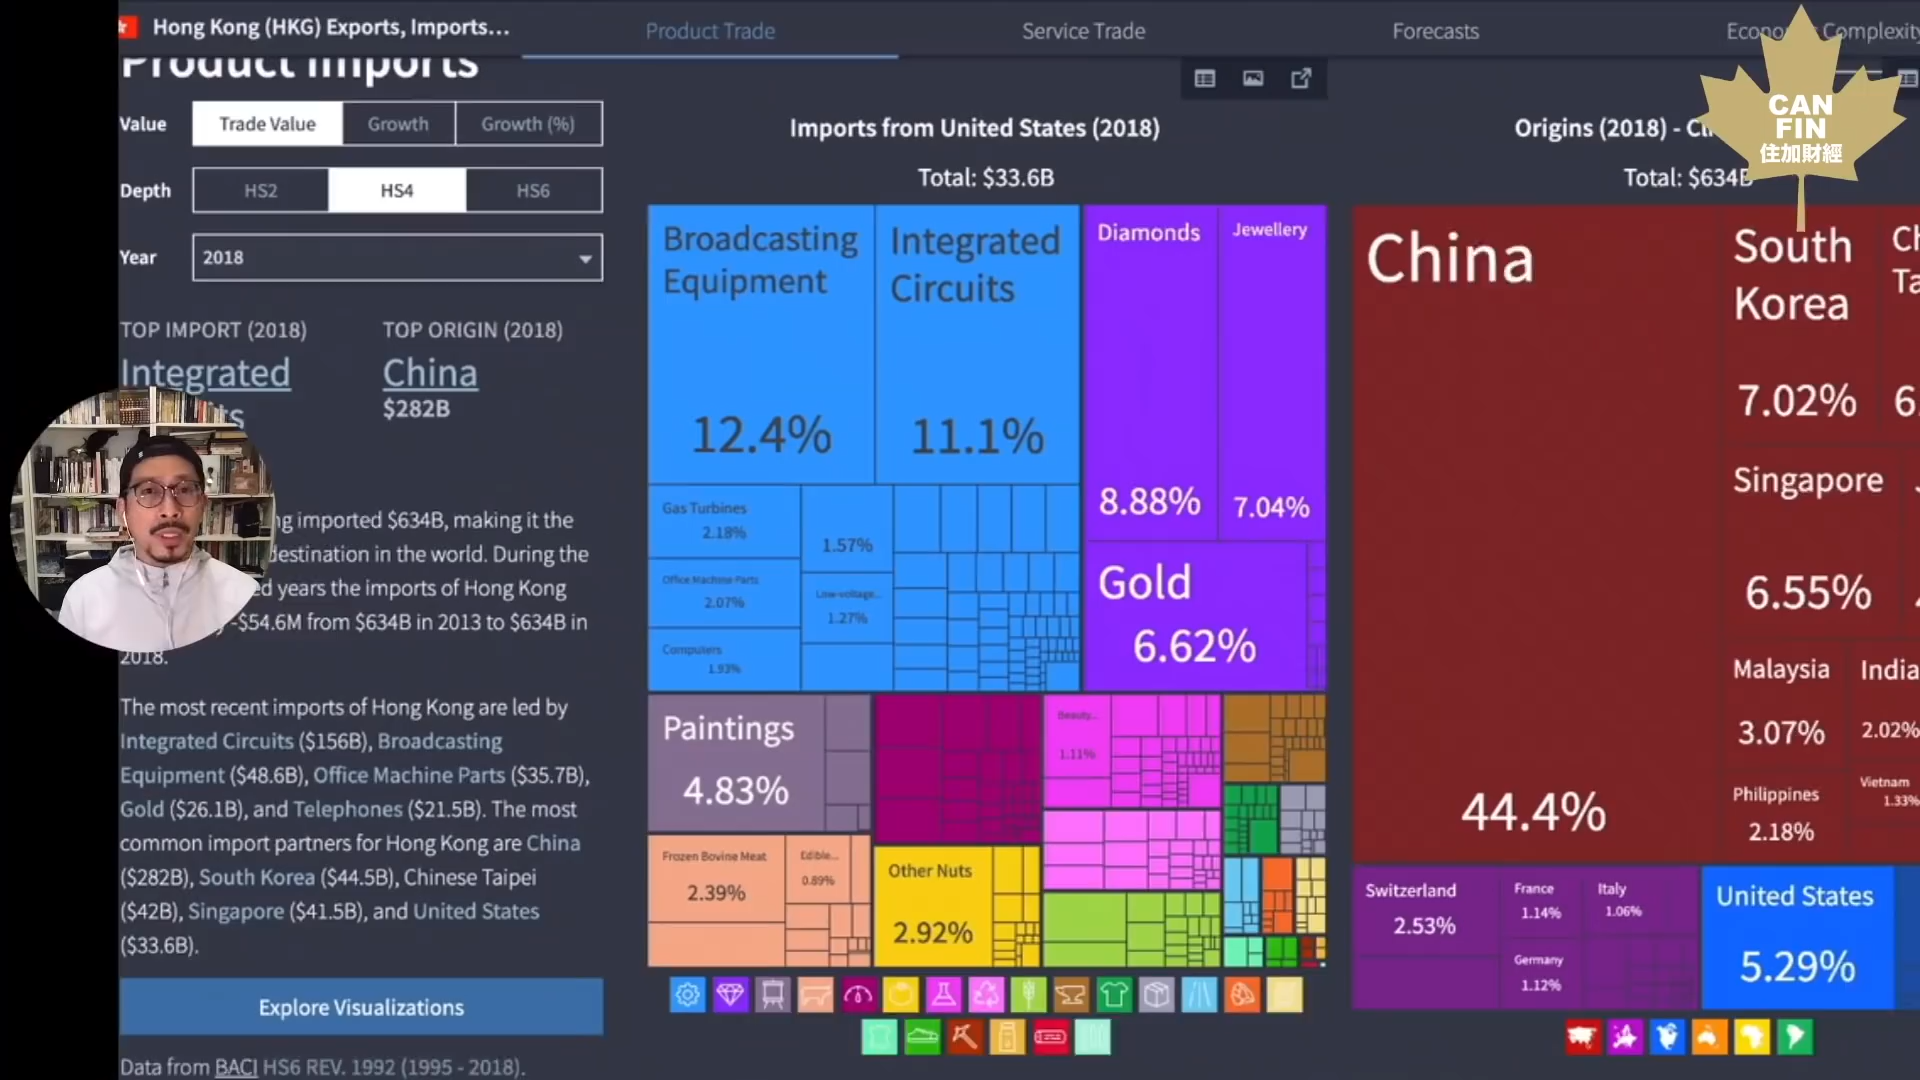 Hong Kong (HKG) Exports, Imports...
Product Trade
Service Trade
Forecasts
Complexity
Product Imports
Value
Trade Value
Growth
Growth (%)
Depth
HS2
HS4
HS6
Year
2018
TOP IMPORT (2018)
Integrated
TOP ORIGIN (2018)
China
$282B
imported $634B, making it the
destination in the world. During the
years the imports of Hong Kong
-$54.6M from $634B in 2013 to $634B in
2018.
The most recent imports of Hong Kong are led by
Integrated Circuits ($156B), Broadcasting
Equipment ($48.6B), Office Machine Parts ($35.7B),
Gold ($26.1B), and Telephones ($21.5B). The most
common import partners for Hong Kong are China
($282B), South Korea ($44.5B), Chinese Taipei
($42B), Singapore ($41.5B), and United States
($33.6B).
Explore Visualizations
Data from BACI HS6 REV. 1992 (1995 - 2018).
Imports from United States (2018)
Total: $33.6B
Broadcasting
Equipment
12.4%
Integrated
Circuits
11.1%
Diamonds
8.88%
Jewellery
7.04%
Gas Turbines
2.18%
1.57%
Office Machine Parts
2.07%
Low-voltage...
1.27%
Computers
1.93%
Gold
6.62%
Paintings
4.83%
Beauty...
1.11%
Frozen Bovine Meat
2.39%
Edible...
0.89%
Other Nuts
2.92%
Origins (2018) -
Total: $634B
China
44.4%
South
Korea
7.02%
Singapore
6.55%
Malaysia
3.07%
India
2.02%
Philippines
2.18%
Vietnam
1.33%
Switzerland
2.53%
France
1.14%
Italy
1.06%
Germany
1.12%
United States
5.29%
CAN
FIN
住加財經